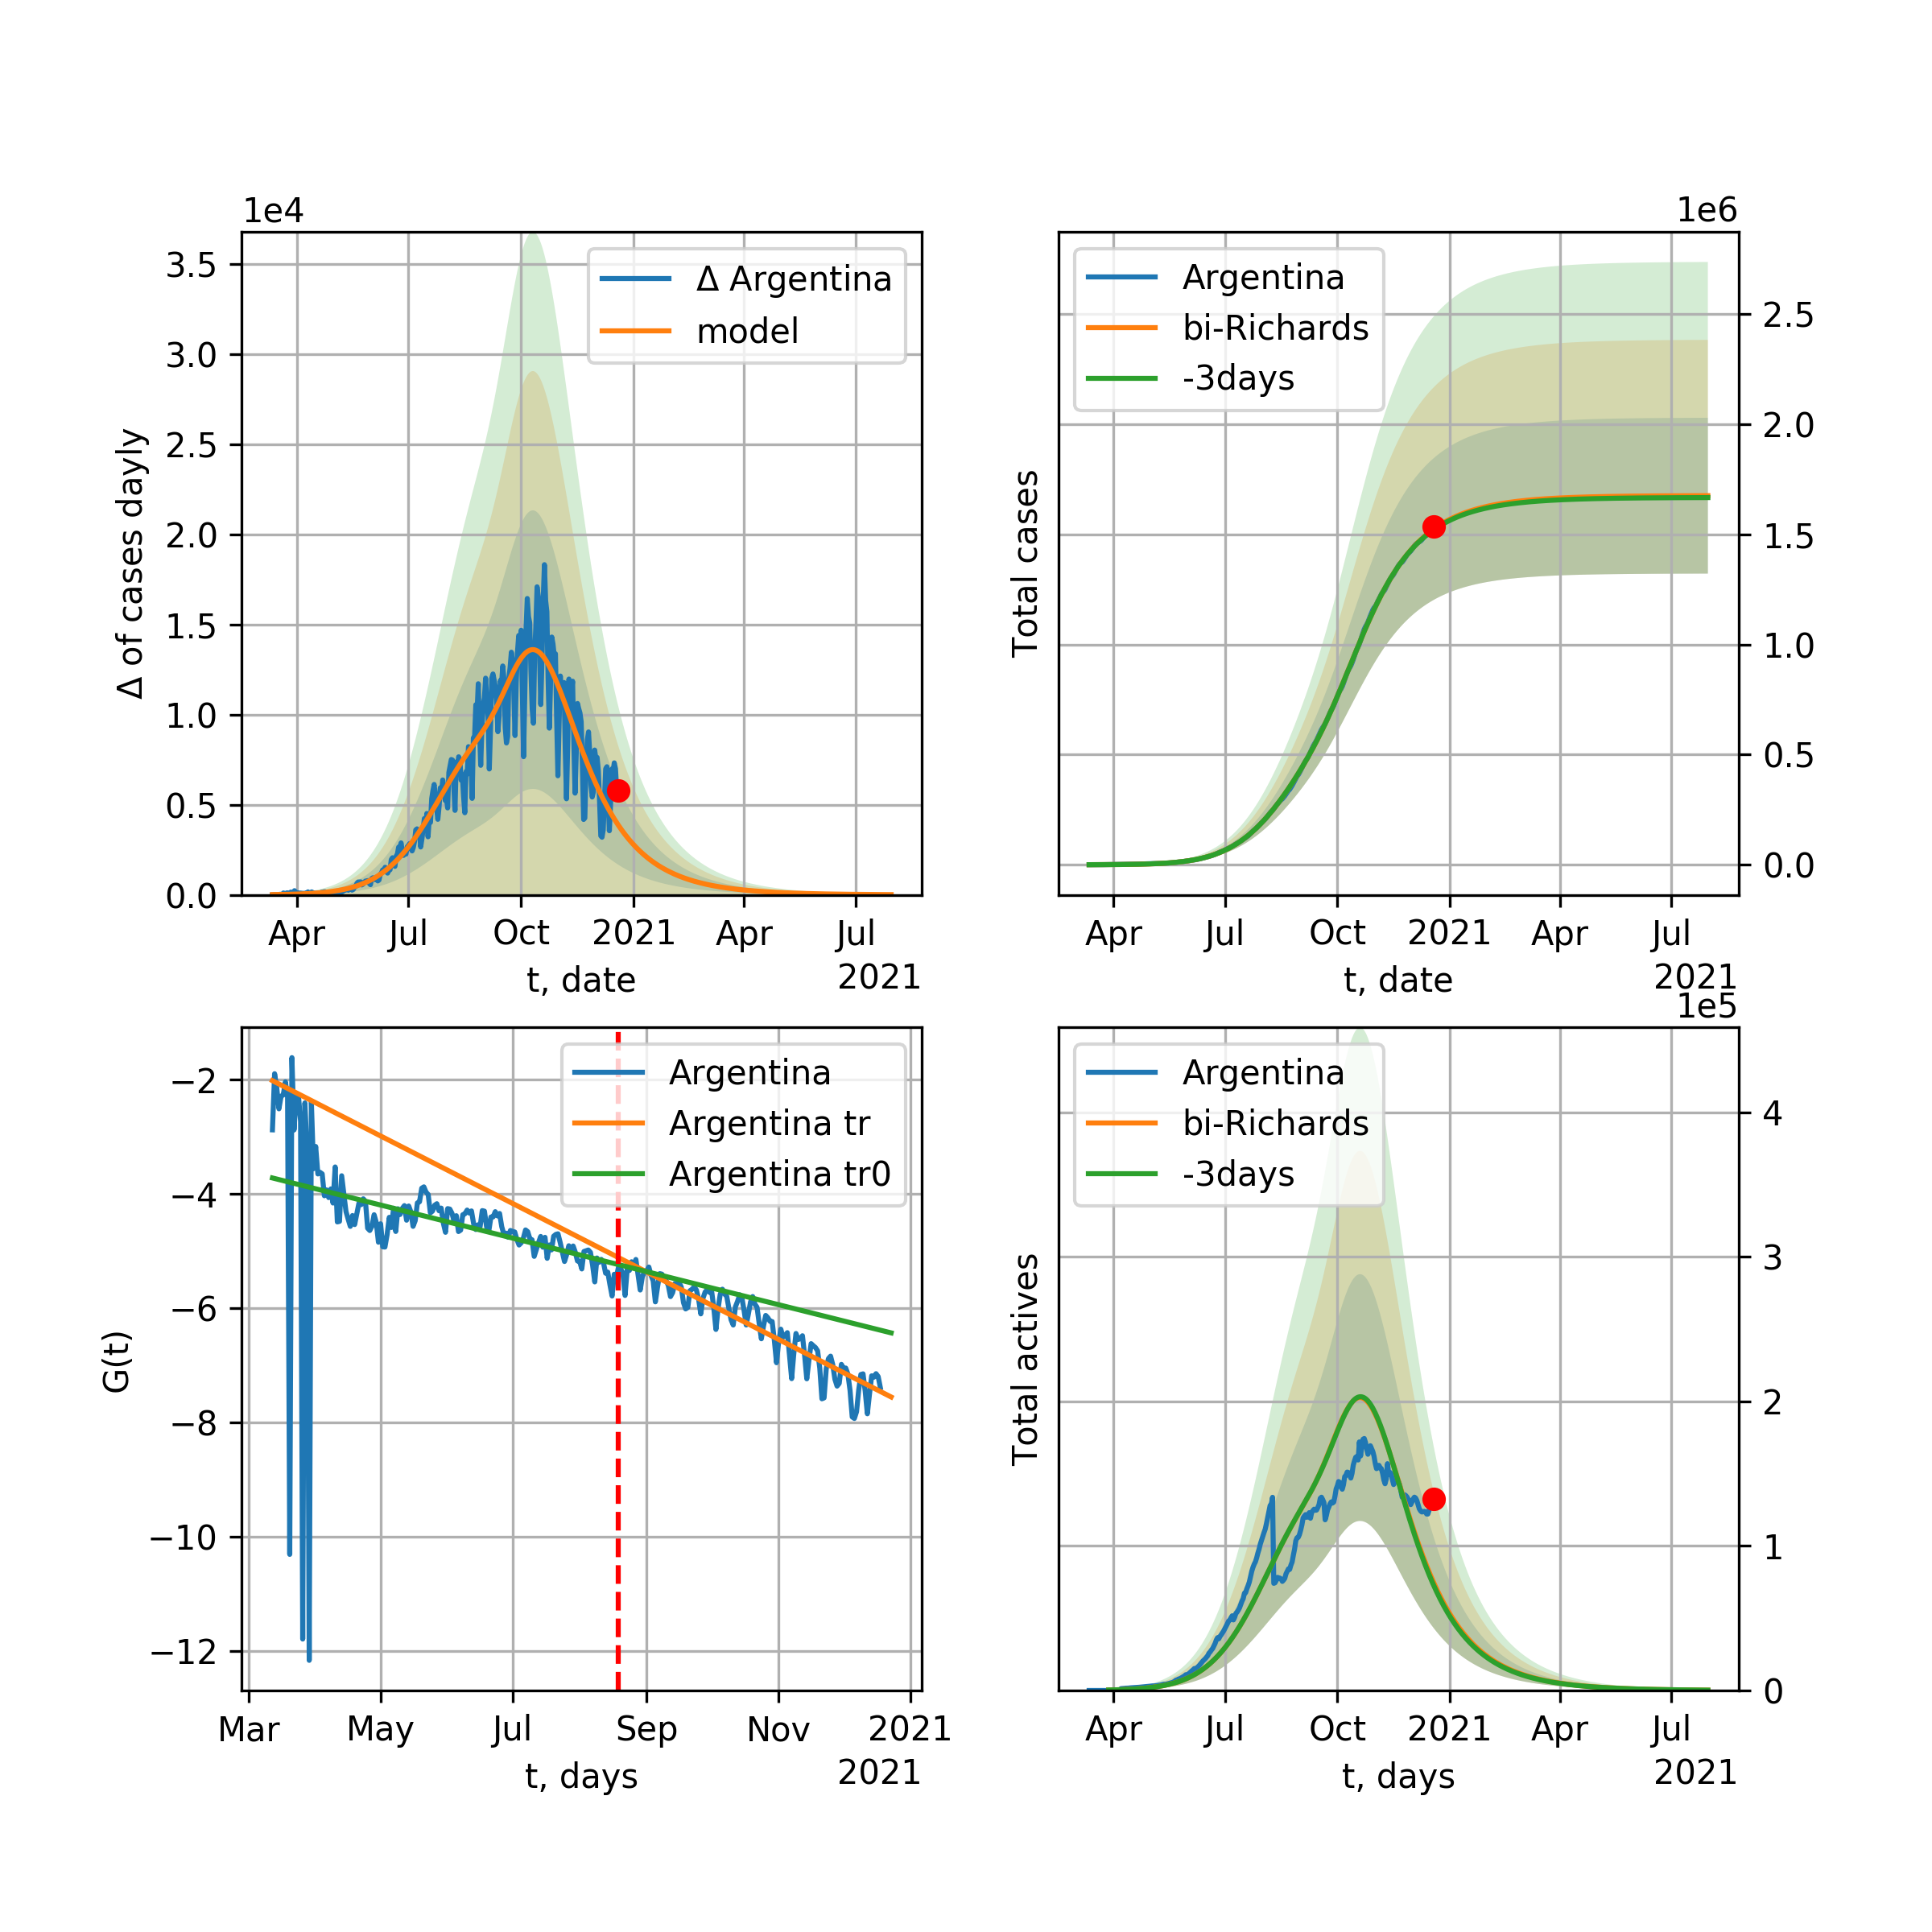 1e4
3.5
3.0
2.5
2.0
1.5
1.0
0.5
0.0
Δ of cases dayly
Δ Argentina
model
Apr Jul Oct 2021 Apr Jul
t, date
2021
1e6
Argentina
bi-Richards
-3days
Total cases
2.5
2.0
1.5
1.0
0.5
0.0
Apr Jul Oct 2021 Apr Jul
t, date
2021
−2
−4
−6
−8
−10
−12
G(t)
Argentina
Argentina tr
Argentina tr0
Mar May Jul Sep Nov 2021
t, days
2021
1e5
Argentina
bi-Richards
-3days
Total actives
4
3
2
1
0
Apr Jul Oct 2021 Apr Jul
t, days
2021